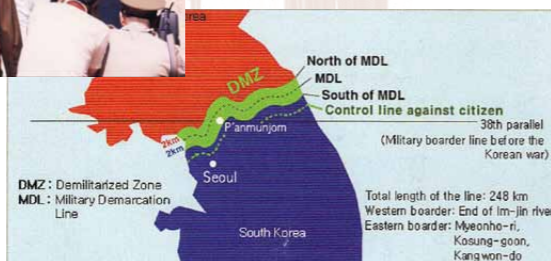 rea
North of MDL
MDL
DMZ
South of MDL
Control line against citizen
P'anmunjom
38th parallel
(Military boarder line before the
Korean war)
2km
2km
Seoul
DMZ : Demilitarized Zone
MDL : Military Demarcation
Line
Total length of the line: 248 km
Western boarder: End of Im-jin river
Eastern boarder: Myeonho-ri,
Kosung-goon,
Kangwon-do
South Korea